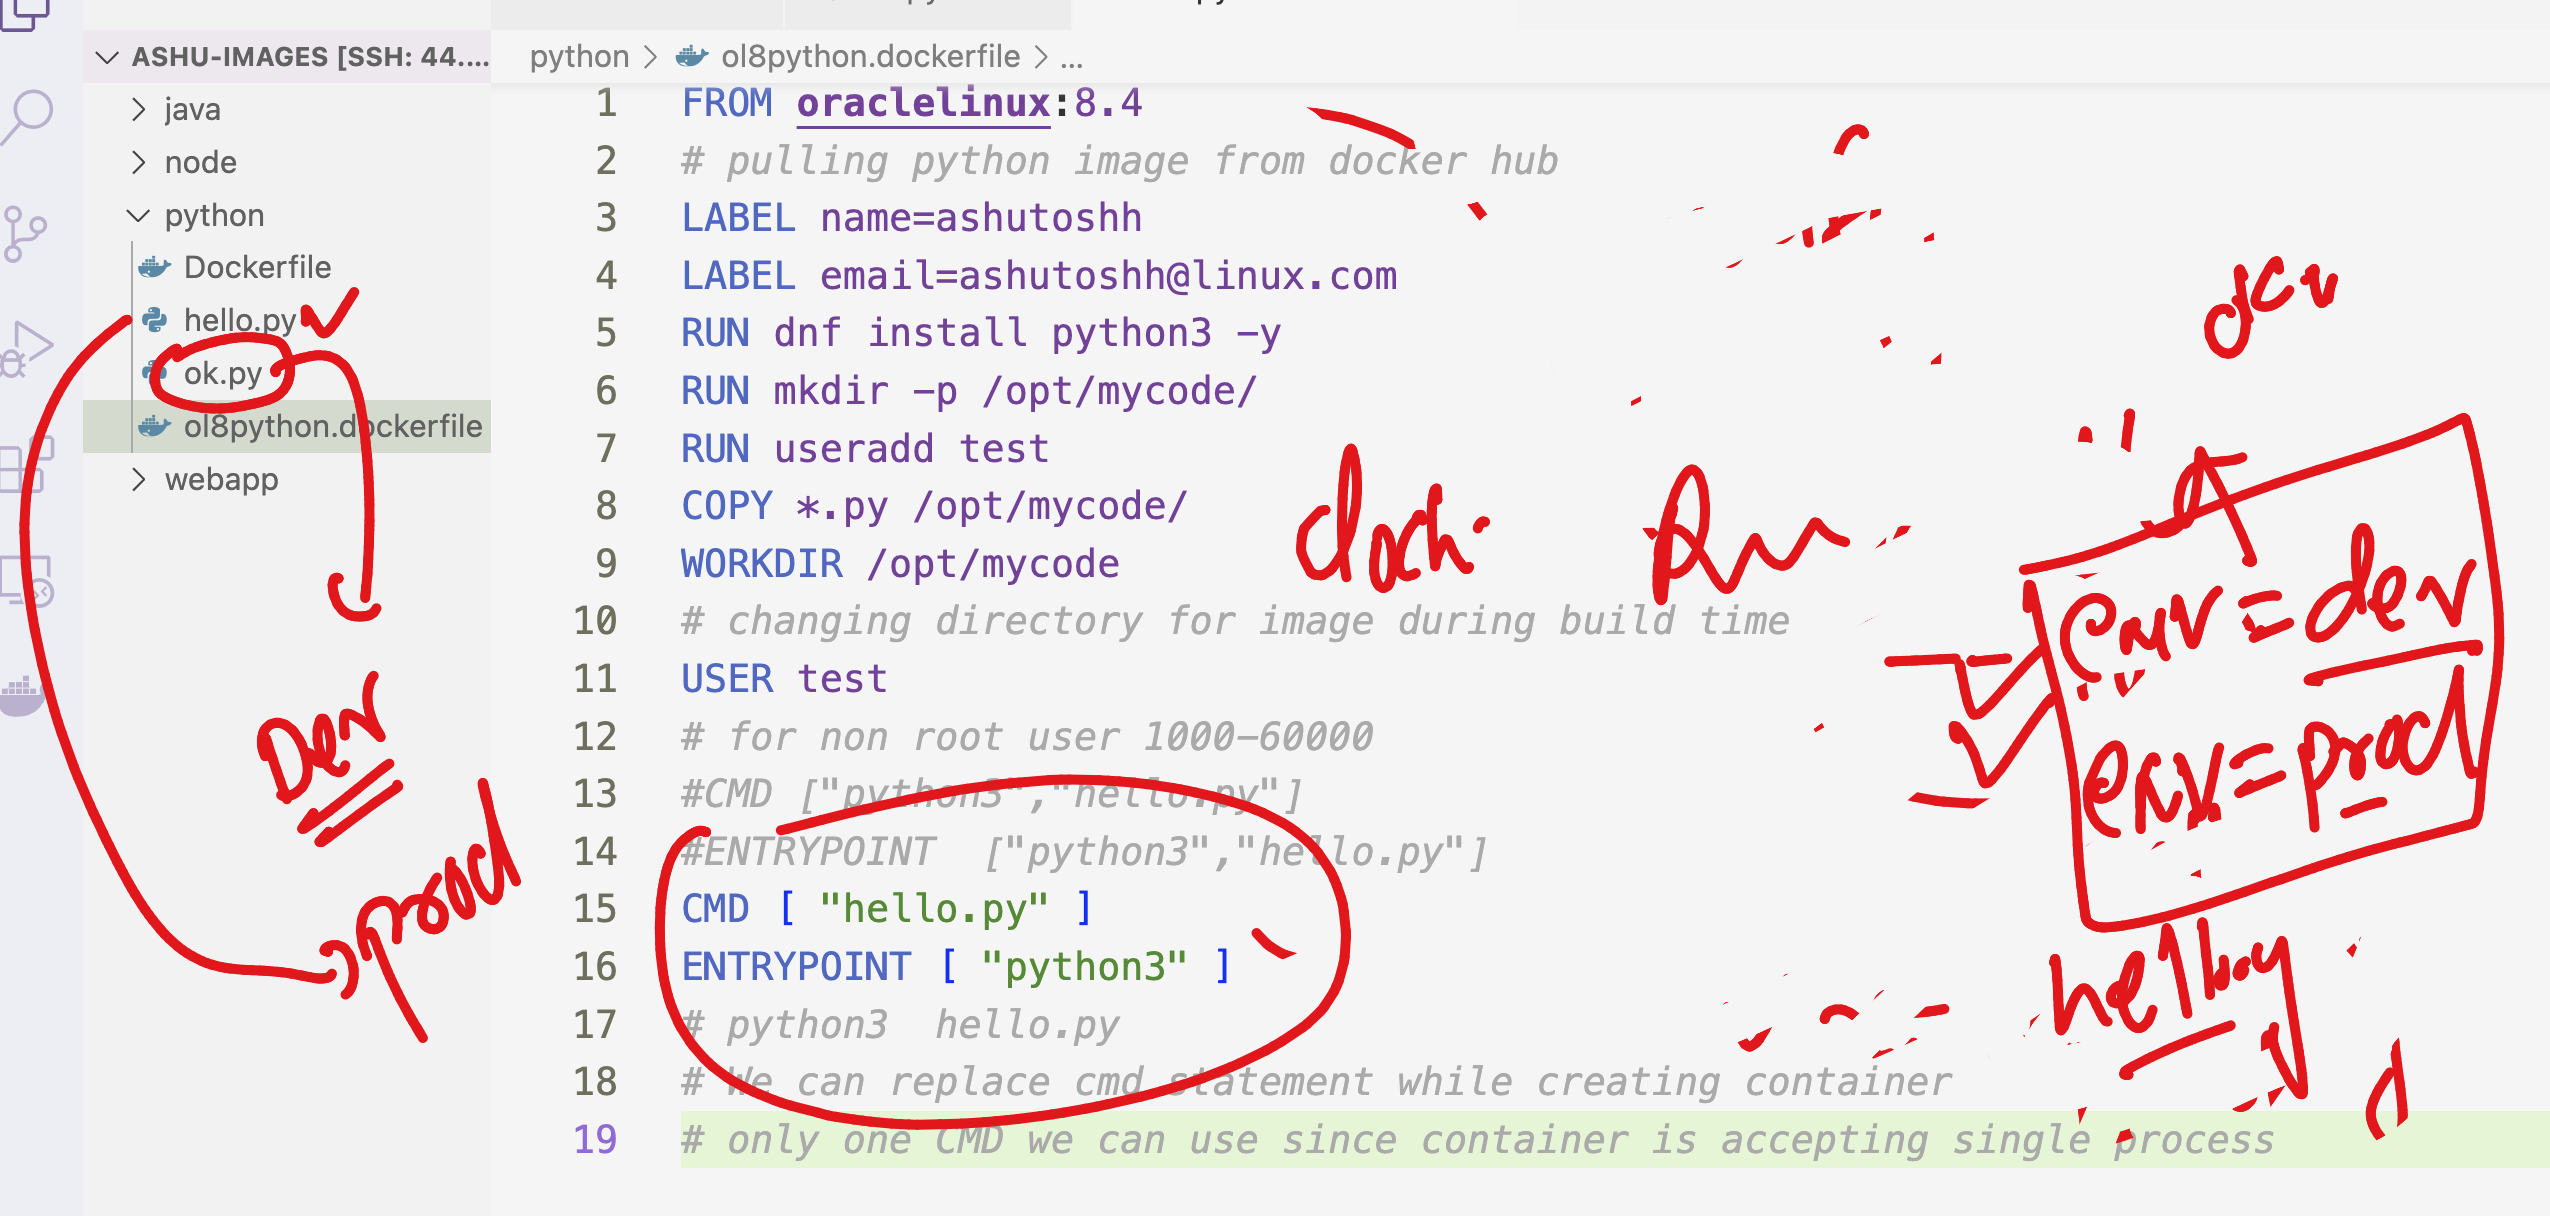 ASHU-IMAGES [SSH: 44....
java
node
python
Dockerfile
hello.py
ok.py
ol8python.dockerfile
webapp
Dev
prod
python > ol8python.dockerfile > ...
1 FROM oraclelinux:8.4
2 # pulling python image from docker hub
3 LABEL name=ashutoshh
4 LABEL email=ashutoshh@linux.com
5 RUN dnf install python3 -y
6 RUN mkdir -p /opt/mycode/
7 RUN useradd test
8 COPY *.py /opt/mycode/
9 WORKDIR /opt/mycode
10 # changing directory for image during build time
11 USER test
12 # for non root user 1000-60000
13 #CMD ["python3","hello.py"]
14 #ENTRYPOINT  ["python3","hello.py"]
15 CMD [ "hello.py" ]
16 ENTRYPOINT [ "python3" ]
17 # python3  hello.py
18 # We can replace cmd statement while creating container
19 # only one CMD we can use since container is accepting single process
env=dev
env=prod